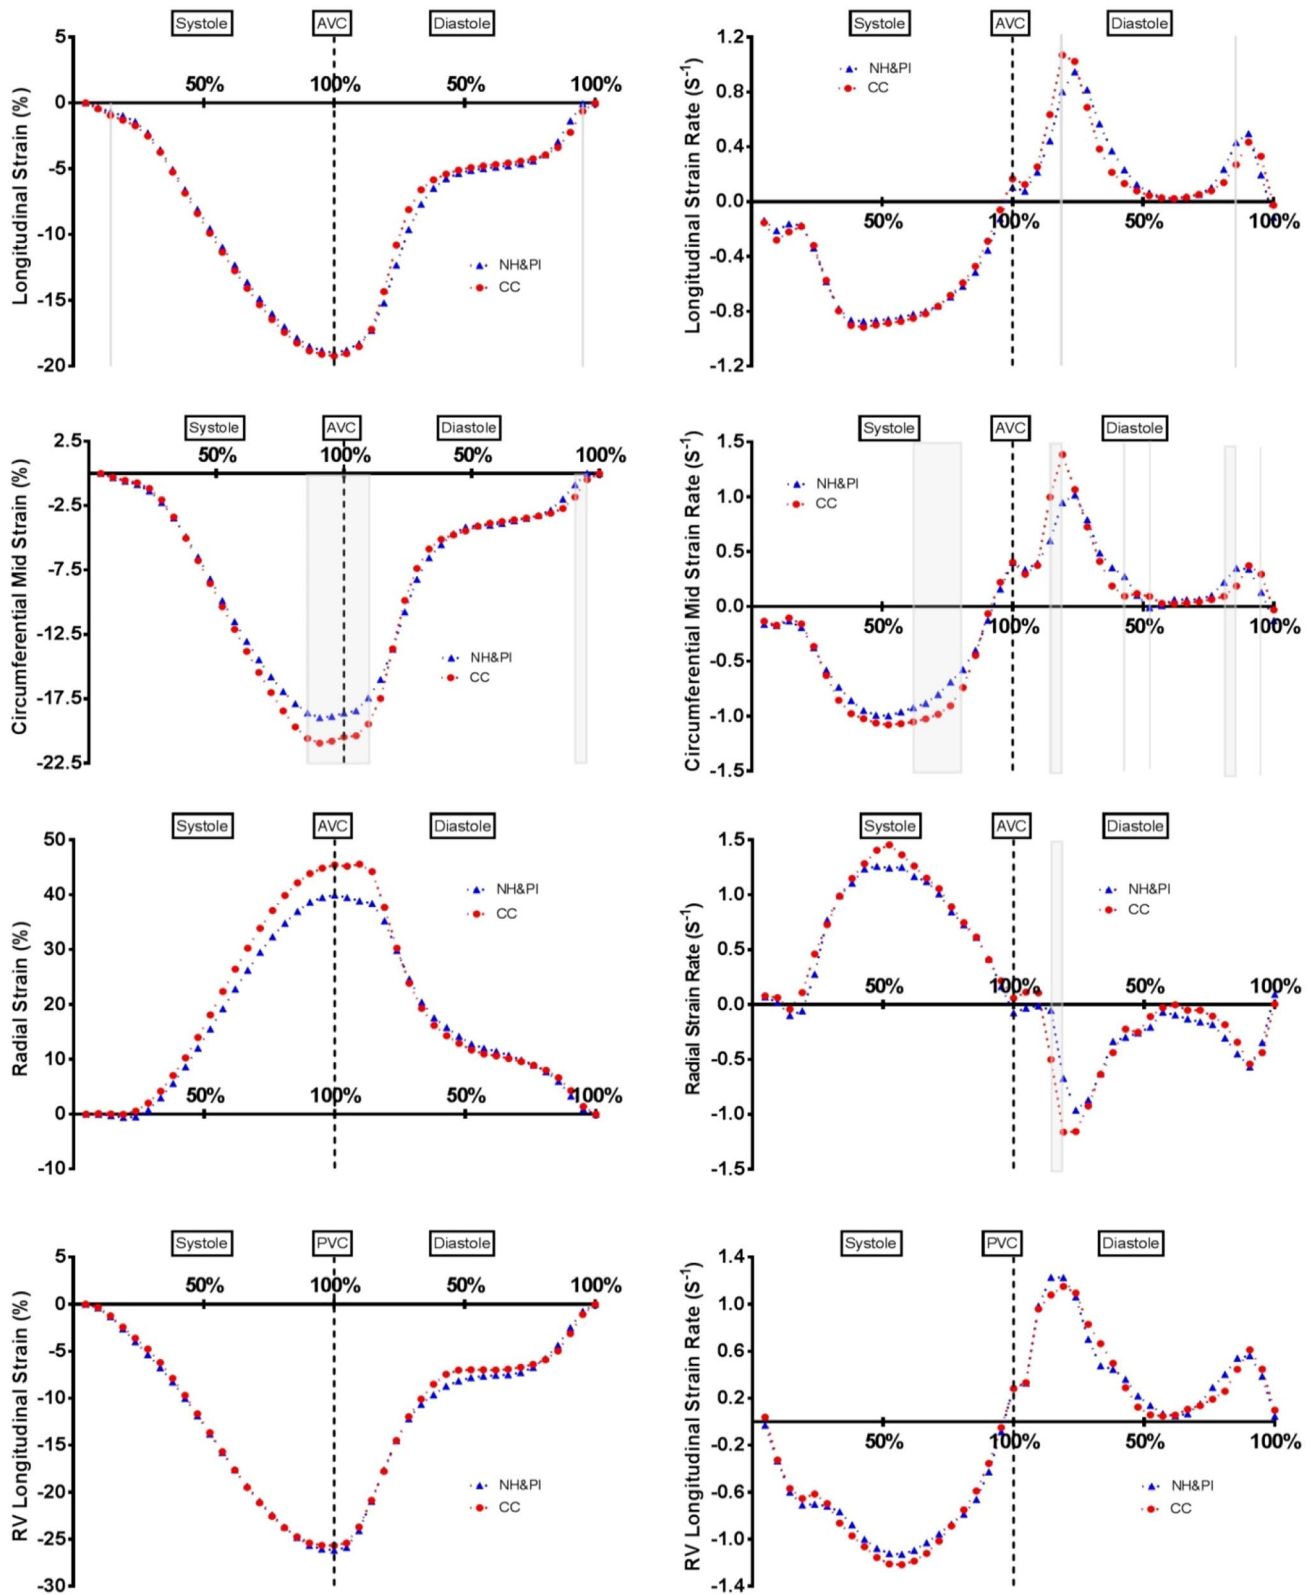 Systole AVC Diastole
5
50% 100% 50% 100%
0
-5
-10
-15
-20
Longitudinal Strain (%)
NH&PI
CC
Systole AVC Diastole
1.2
0.8
0.4
0.0
50% 100% 50% 100%
-0.4
-0.8
-1.2
Longitudinal Strain Rate (S-1)
NH&PI
CC
Systole AVC Diastole
2.5
50% 100% 50% 100%
0
-2.5
-7.5
-12.5
-17.5
-22.5
Circumferential Mid Strain (%)
NH&PI
CC
Systole AVC Diastole
1.5
1.0
0.5
0.0
50% 100% 50% 100%
-0.5
-1.0
-1.5
Circumferential Mid Strain Rate (S-1)
NH&PI
CC
Systole AVC Diastole
50
40
30
20
10
50% 100% 50% 100%
0
-10
Radial Strain (%)
NH&PI
CC
Systole AVC Diastole
1.5
1.0
0.5
50% 100% 50% 100%
0.0
-0.5
-1.0
-1.5
Radial Strain Rate (S-1)
NH&PI
CC
Systole PVC Diastole
5
50% 100% 50% 100%
0
-5
-10
-15
-20
-25
-30
RV Longitudinal Strain (%)
NH&PI
CC
Systole PVC Diastole
1.4
1.0
0.6
0.2
50% 100% 50% 100%
-0.2
-0.6
-1.0
-1.4
RV Longitudinal Strain Rate (S-1)
NH&PI
CC